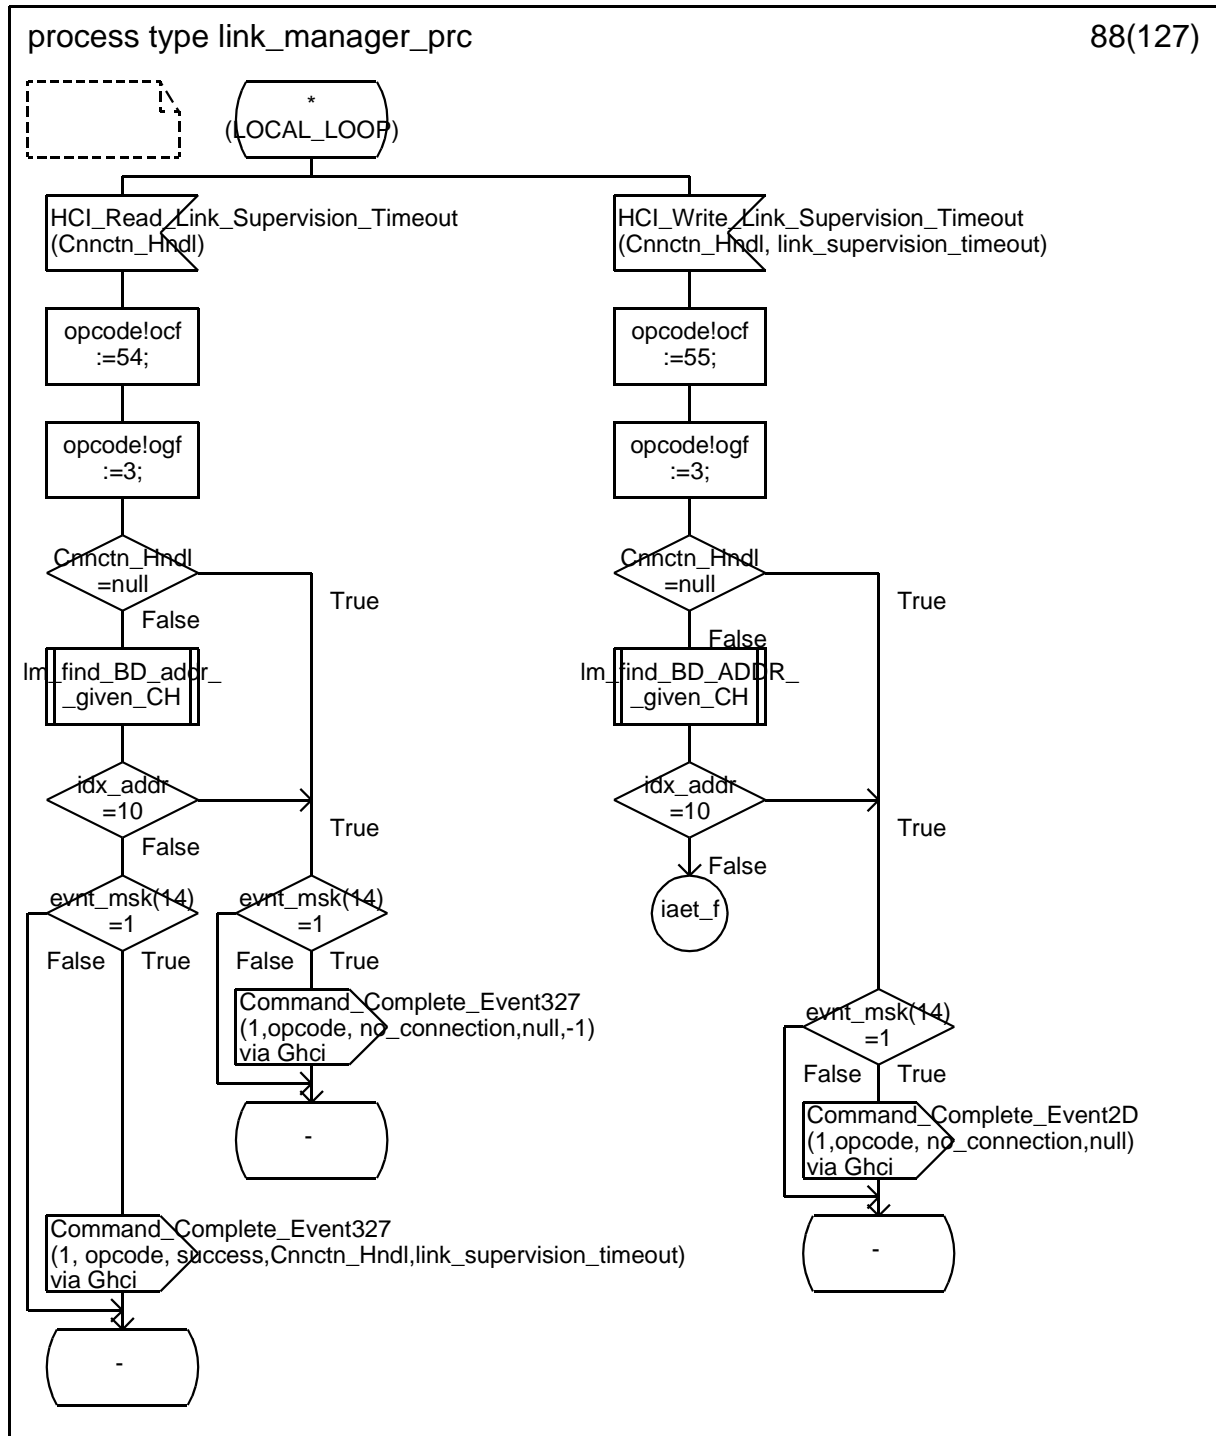 process type link_manager_prc
88(127)
*
(LOCAL_LOOP)
HCI_Read_Link_Supervision_Timeout
(Cnnctn_Hndl)
opcode!ocf
:=54;
opcode!ogf
:=3;
Cnnctn_Hndl
=null
True
False
lm_find_BD_addr_
_given_CH
idx_addr
=10
True
False
evnt_msk(14)
=1
False
True
evnt_msk(14)
=1
False
True
Command_Complete_Event327
(1,opcode, no_connection,null,-1)
via Ghci
-
Command_Complete_Event327
(1, opcode, success,Cnnctn_Hndl,link_supervision_timeout)
via Ghci
-
HCI_Write_Link_Supervision_Timeout
(Cnnctn_Hndl, link_supervision_timeout)
opcode!ocf
:=55;
opcode!ogf
:=3;
Cnnctn_Hndl
=null
True
False
lm_find_BD_ADDR_
_given_CH
idx_addr
=10
True
False
iaet_f
evnt_msk(14)
=1
False
True
Command_Complete_Event2D
(1,opcode, no_connection,null)
via Ghci
-